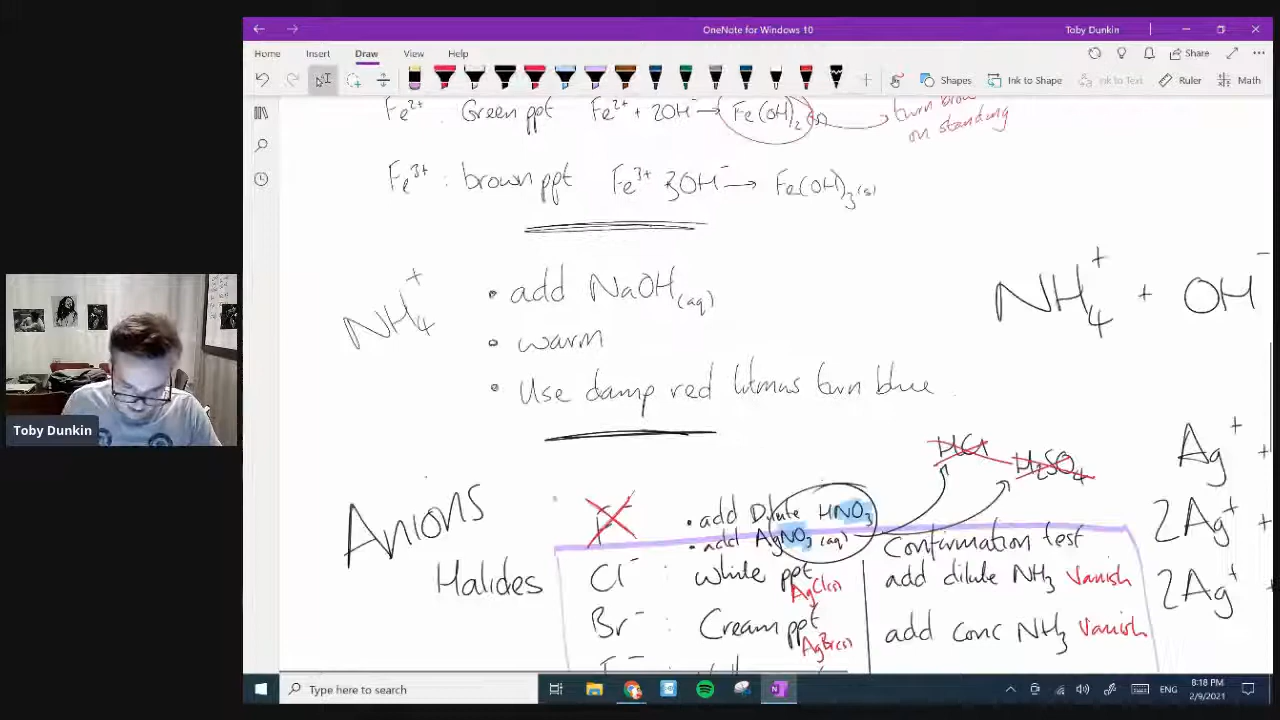 OneNote for Windows 10
Toby Dunkin
Home Insert Draw View Help
Share
Shapes Ink to Shape Ink to Text Ruler Math
Fe2+ : Green ppt Fe2+ + 2OH- → Fe(OH)2(s)
turn brow
on standing
Fe3+ : brown ppt Fe3+ 3OH- → Fe(OH)3(s)
NH4+
• add NaOH(aq)
• warm
• Use damp red litmus turn blue
NH4+ + OH-
Toby Dunkin
Anions
Halides
F-
• add Dilute HNO3
• add AgNO3 (aq)
HCl
H2SO4
Confirmation test
Cl- : white ppt AgCl(s) add dilute NH3 Vanish
Br- : Cream ppt AgBr(s) add conc NH3 Vanish
Ag+ +
2Ag+
2Ag+ +
Type here to search
ENG
8:18 PM
2/9/2021